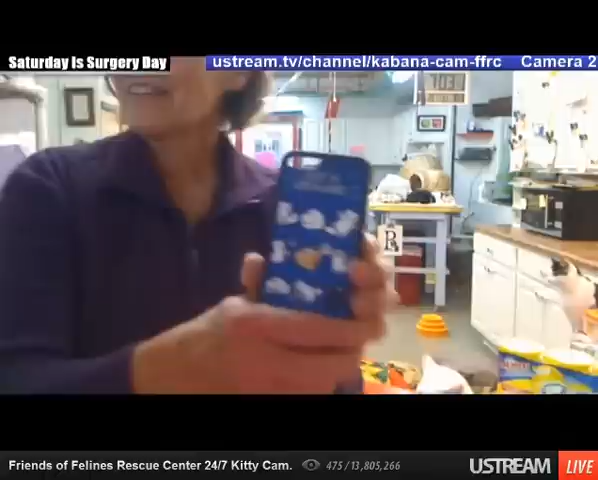 Saturday Is Surgery Day
ustream.tv/channel/kabana-cam-ffrc Camera 2
R
Friends of Felines Rescue Center 24/7 Kitty Cam.
475/13,805,266
USTREAM
LIVE